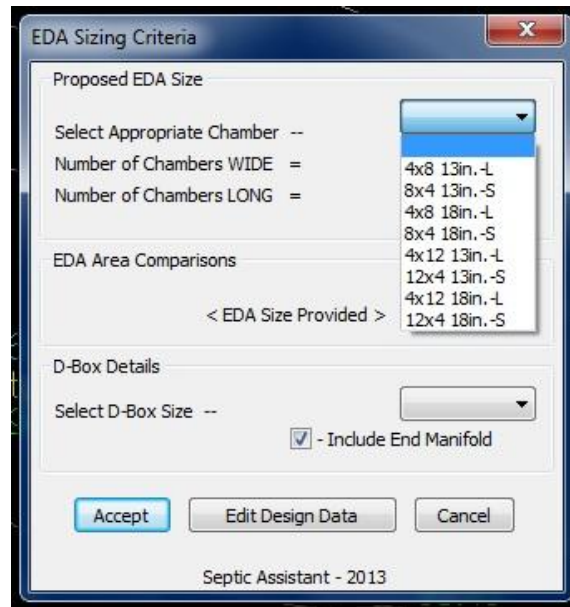 EDA Sizing Criteria
Proposed EDA Size
Select Appropriate Chamber --
Number of Chambers WIDE =
Number of Chambers LONG =
4x8 13in.-L
8x4 13in.-S
4x8 18in.-L
8x4 18in.-S
4x12 13in.-L
12x4 13in.-S
4x12 18in.-L
12x4 18in.-S
EDA Area Comparisons
< EDA Size Provided >
D-Box Details
Select D-Box Size --
- Include End Manifold
Accept Edit Design Data Cancel
Septic Assistant - 2013